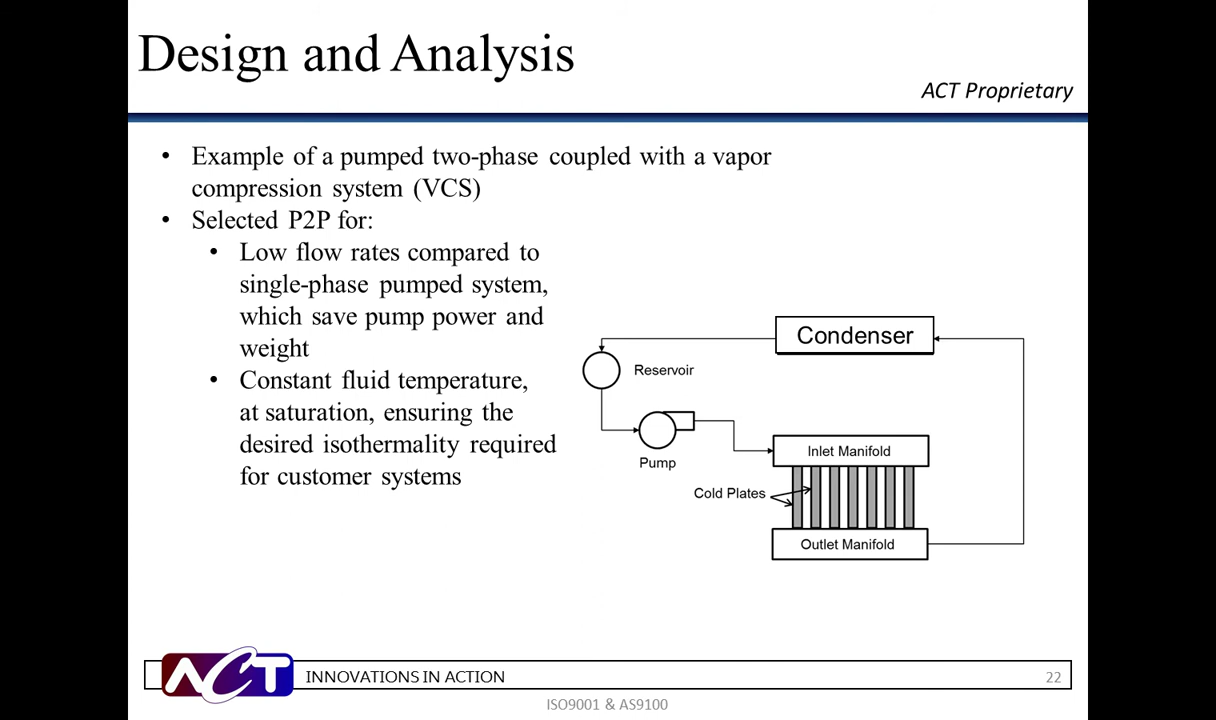 Design and Analysis
ACT Proprietary
• Example of a pumped two-phase coupled with a vapor
compression system (VCS)
• Selected P2P for:
• Low flow rates compared to
single-phase pumped system,
which save pump power and
weight
• Constant fluid temperature,
at saturation, ensuring the
desired isothermality required
for customer systems
Condenser
Reservoir
Pump
Inlet Manifold
Cold Plates
Outlet Manifold
ACT
INNOVATIONS IN ACTION
22
ISO9001 & AS9100